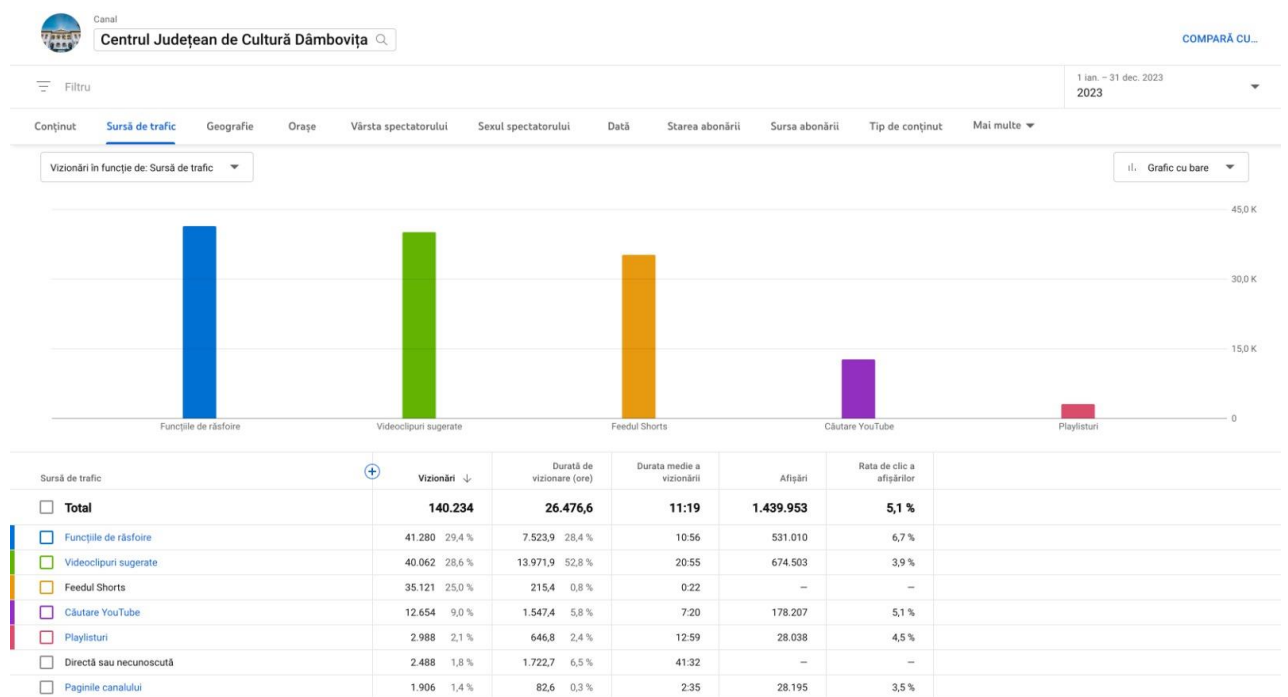 Canal
Centrul Județean de Cultură Dâmbovița
COMPARĂ CU...
Filtru
1 ian. – 31 dec. 2023
2023
Conținut Sursă de trafic Geografie Orașe Vârsta spectatorului Sexul spectatorului Dată Starea abonării Sursa abonării Tip de conținut Mai multe
Vizionări în funcție de: Sursă de trafic
Grafic cu bare
45,0 K
30,0 K
15,0 K
0
Funcțiile de răsfoire Videoclipuri sugerate Feedul Shorts Căutare YouTube Playlisturi
Sursă de trafic Vizionări Durată de vizionare (ore) Durata medie a vizionării Afișări Rata de clic a afișărilor
Total 140.234 26.476,6 11:19 1.439.953 5,1 %
Funcțiile de răsfoire 41.280 29,4 % 7.523,9 28,4 % 10:56 531.010 6,7 %
Videoclipuri sugerate 40.062 28,6 % 13.971,9 52,8 % 20:55 674.503 3,9 %
Feedul Shorts 35.121 25,0 % 215,4 0,8 % 0:22 – –
Căutare YouTube 12.654 9,0 % 1.547,4 5,8 % 7:20 178.207 5,1 %
Playlisturi 2.988 2,1 % 646,8 2,4 % 12:59 28.038 4,5 %
Directă sau necunoscută 2.488 1,8 % 1.722,7 6,5 % 41:32 – –
Paginile canalului 1.906 1,4 % 82,6 0,3 % 2:35 28.195 3,5 %